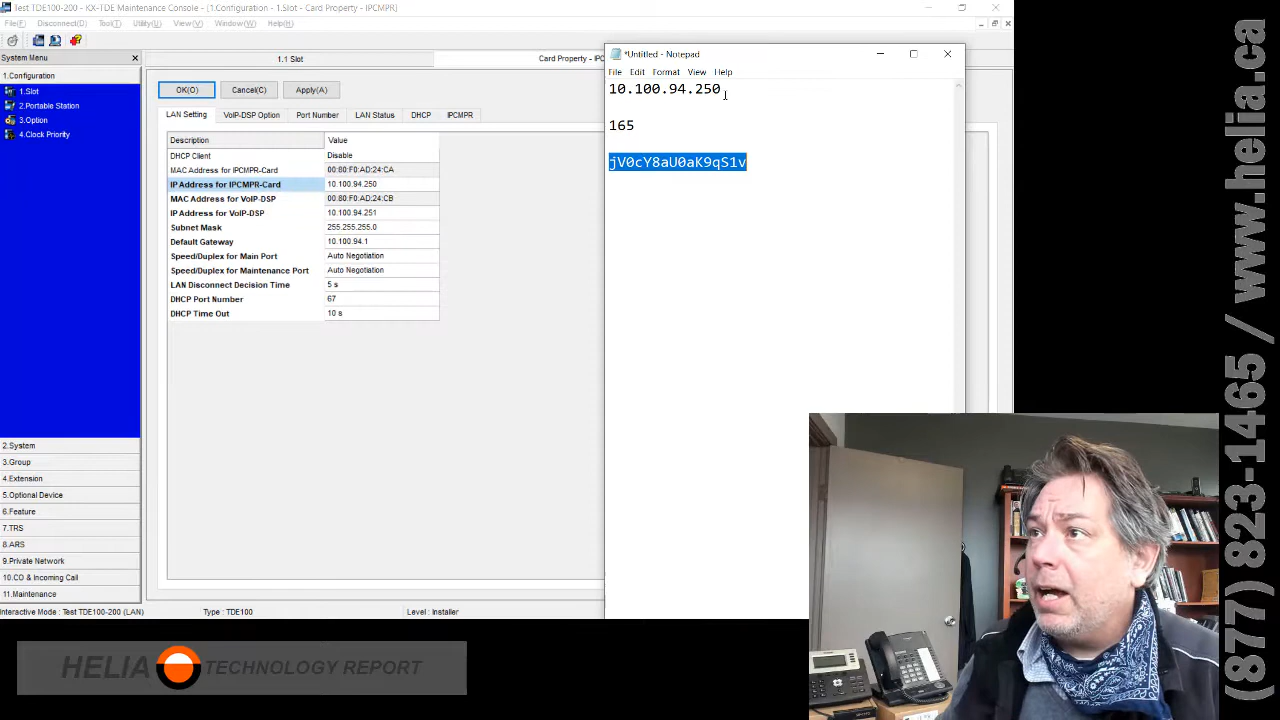 Test TDE100-200 - KX-TDE Maintenance Console - [1.Configuration - 1.Slot - Card Property - IPCMPR]
File(F) Disconnect(D) Tool(T) Utility(U) View(V) Window(W) Help(H)
System Menu
1.Configuration
1.Slot
2.Portable Station
3.Option
4.Clock Priority
2.System
3.Group
4.Extension
5.Optional Device
6.Feature
7.TRS
8.ARS
9.Private Network
10.CO & Incoming Call
11.Maintenance
1.1 Slot
Card Property - IPC
OK(O) Cancel(C) Apply(A)
LAN Setting VoIP-DSP Option Port Number LAN Status DHCP IPCMPR
Description Value
DHCP Client Disable
MAC Address for IPCMPR-Card 00:80:F0:AD:24:CA
IP Address for IPCMPR-Card 10.100.94.250
MAC Address for VoIP-DSP 00:80:F0:AD:24:CB
IP Address for VoIP-DSP 10.100.94.251
Subnet Mask 255.255.255.0
Default Gateway 10.100.94.1
Speed/Duplex for Main Port Auto Negotiation
Speed/Duplex for Maintenance Port Auto Negotiation
LAN Disconnect Decision Time 5 s
DHCP Port Number 67
DHCP Time Out 10 s
Interactive Mode : Test TDE100-200 (LAN) Type : TDE100 Level : Installer
*Untitled - Notepad
File Edit Format View Help
10.100.94.250
165
jV0cY8aU0aK9qS1v
HELIA TECHNOLOGY REPORT
(877) 823-1465 / www.helia.ca